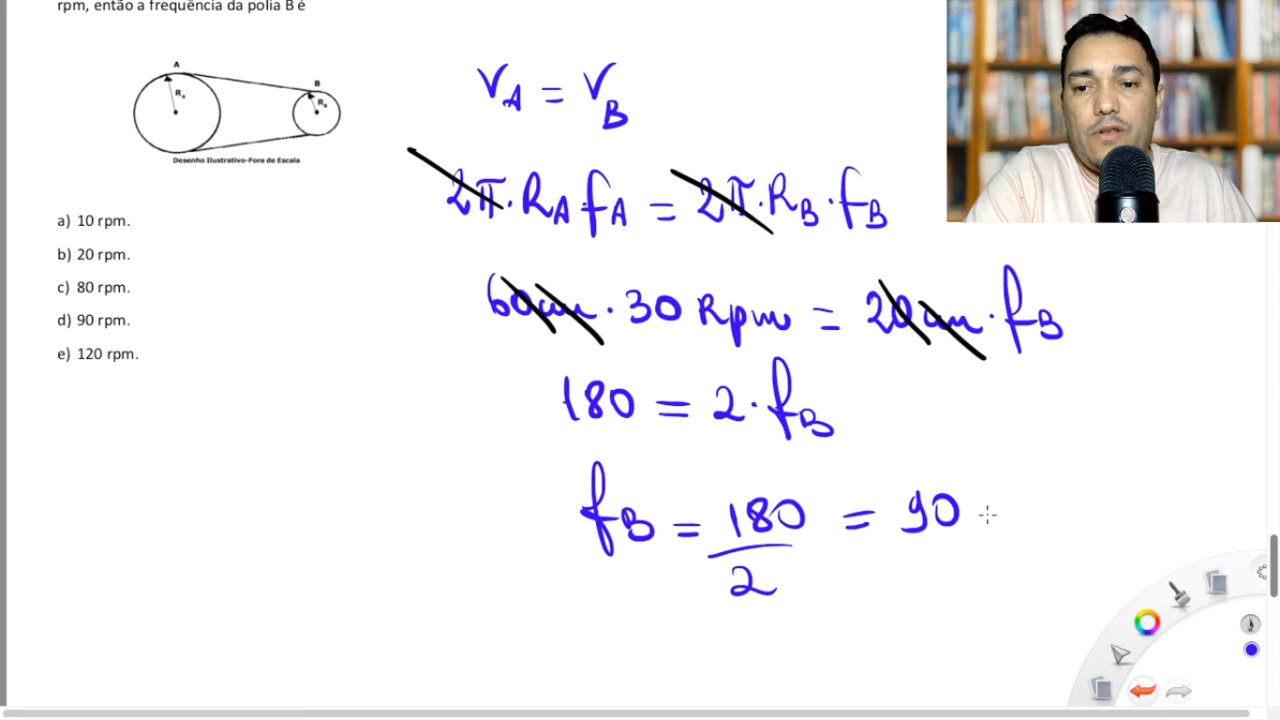 rpm, então a frequência da polia B é
A
B
R
R
Desenho Ilustrativo-Fora de Escala
a) 10 rpm.
b) 20 rpm.
c) 80 rpm.
d) 90 rpm.
e) 120 rpm.
V_A = V_B
2π.R_A f_A = 2π.R_B.f_B
60cm . 30 Rpm = 20cm . f_B
180 = 2.f_B
f_B = 180/2 = 90